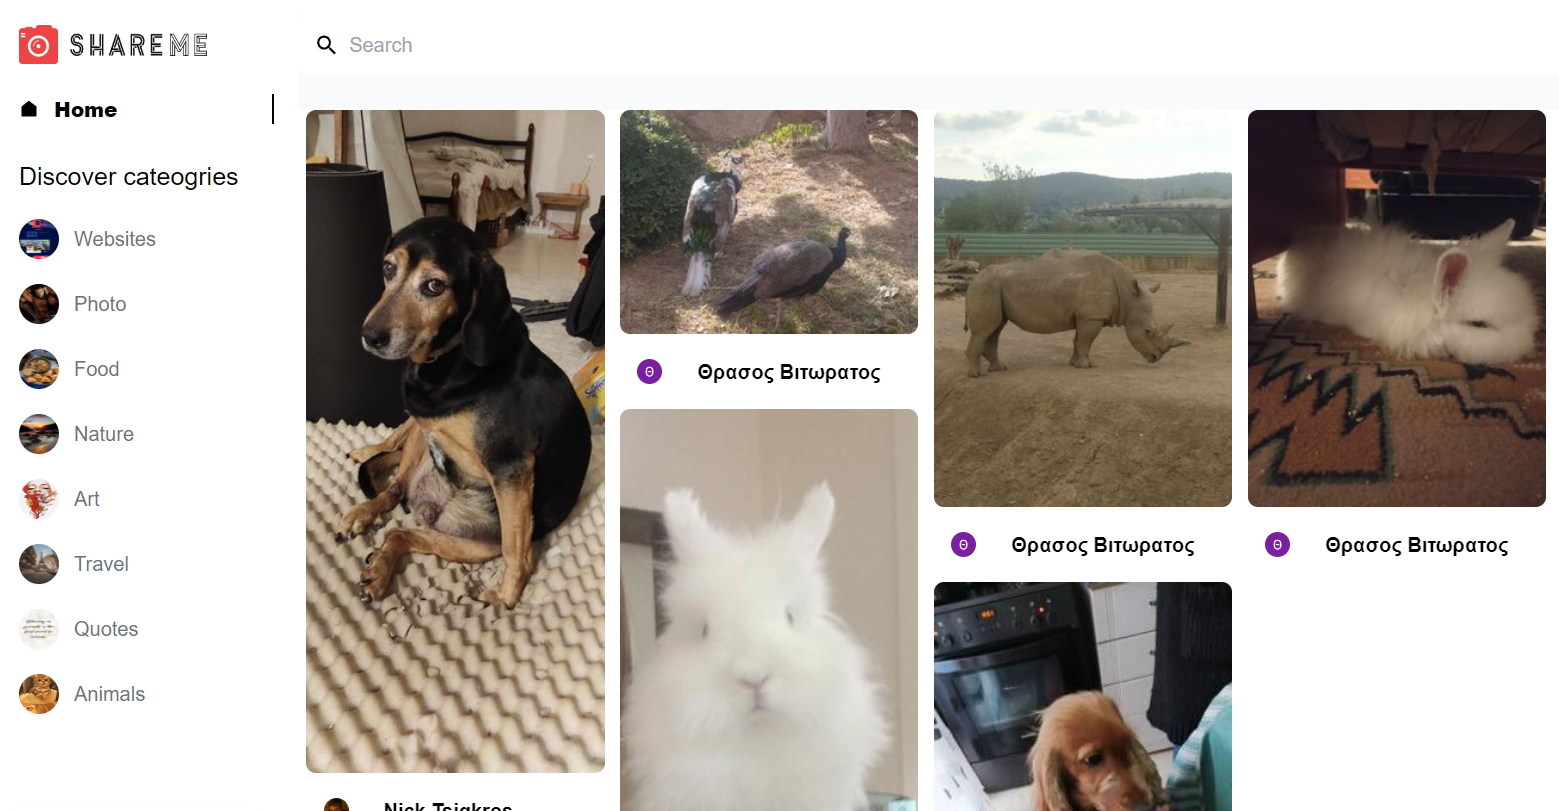 SHAREME
Search
Home
Discover cateogries
Websites
Photo
Food
Nature
Art
Travel
Quotes
Animals
Θ Θρασος Βιτωρατος
Θ Θρασος Βιτωρατος
Θ Θρασος Βιτωρατος
Nick Tsiakres